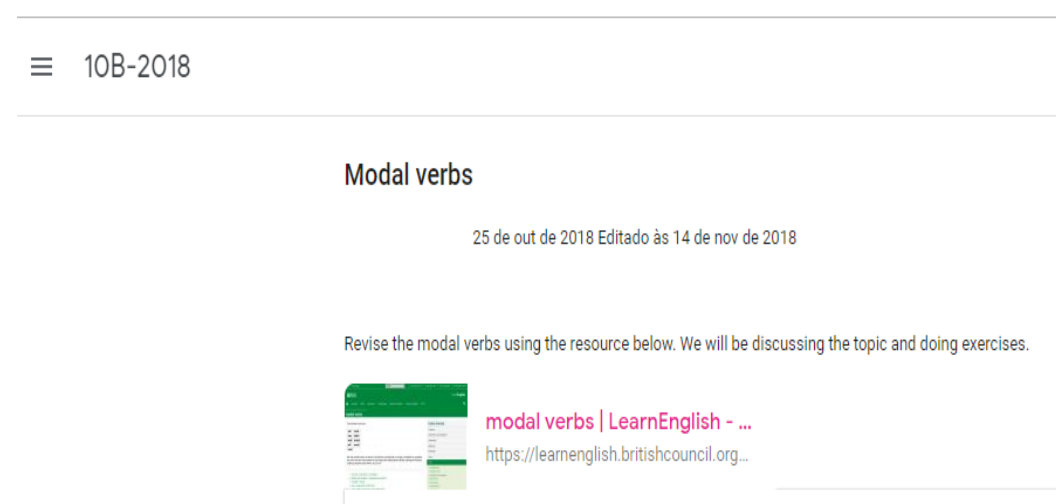 10B-2018
Modal verbs
25 de out de 2018 Editado às 14 de nov de 2018
Revise the modal verbs using the resource below. We will be discussing the topic and doing exercises.
modal verbs | LearnEnglish - ...
https://learnenglish.britishcouncil.org...